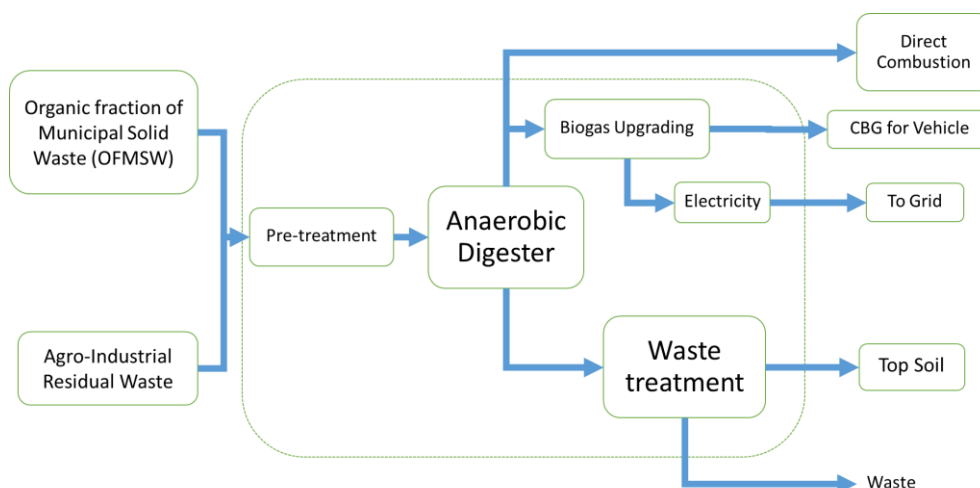 Direct
Combustion
Organic fraction of
Municipal Solid
Waste (OFMSW)
Biogas Upgrading
CBG for Vehicle
Electricity
To Grid
Pre-treatment
Anaerobic
Digester
Agro-Industrial
Residual Waste
Waste
treatment
Top Soil
Waste